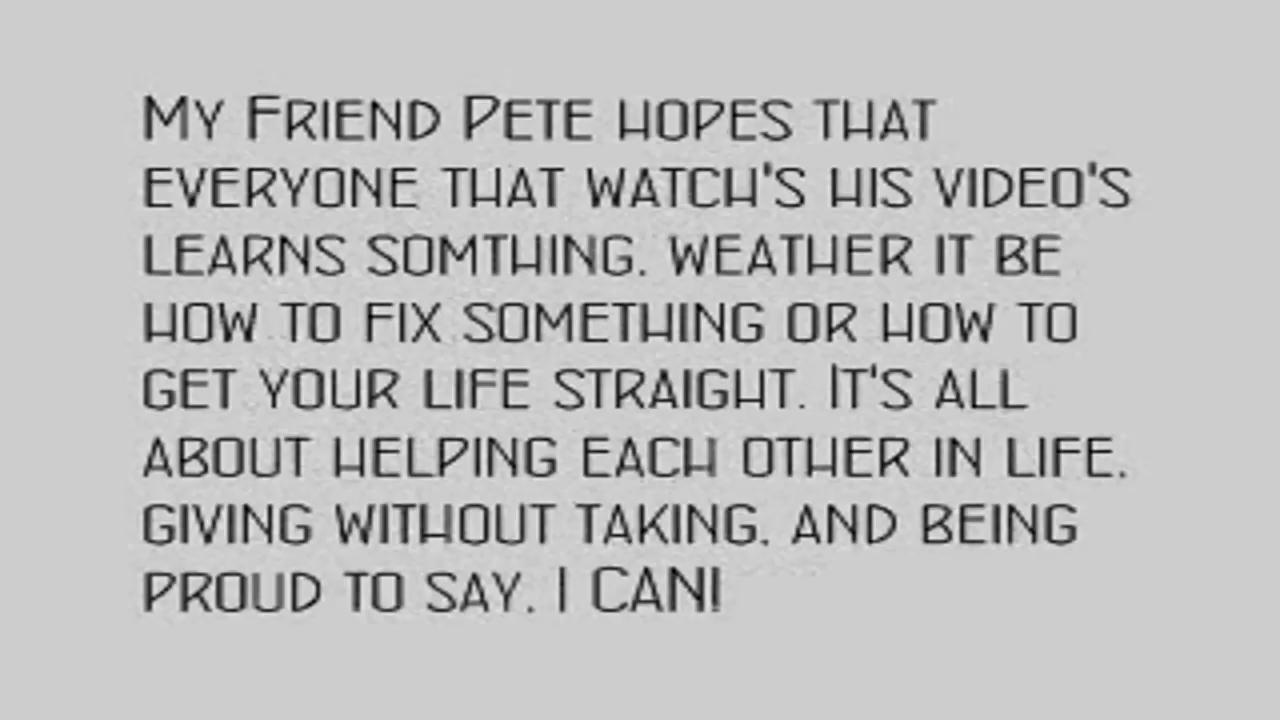 My Friend Pete hopes that
everyone that watch's his video's
learns somthing. weather it be
how to fix something or how to
get your life straight. It's all
about helping each other in life.
giving without taking. and being
proud to say. I CAN!